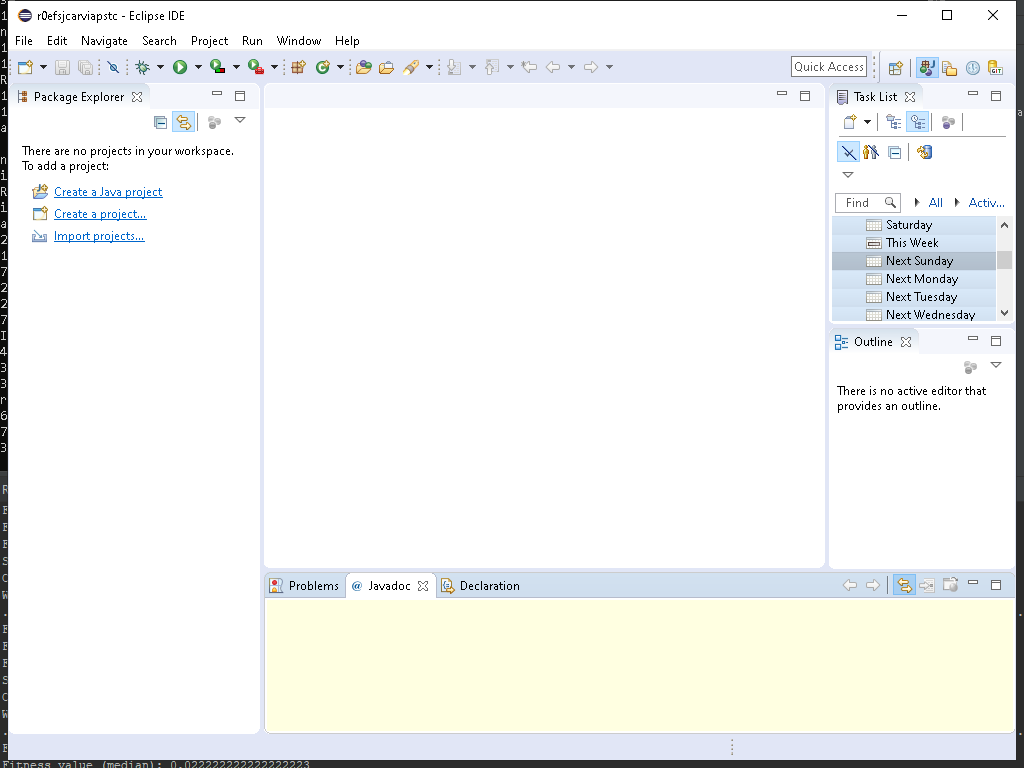 r0efsjcarviapstc - Eclipse IDE
File Edit Navigate Search Project Run Window Help
Quick Access
Package Explorer
Task List
There are no projects in your workspace.
To add a project:
Create a Java project
Create a project...
Import projects...
Find
All
Activ...
Saturday
This Week
Next Sunday
Next Monday
Next Tuesday
Next Wednesday
Outline
There is no active editor that
provides an outline.
Problems
@ Javadoc
Declaration
Fitness value (median): 0.022222222222222223